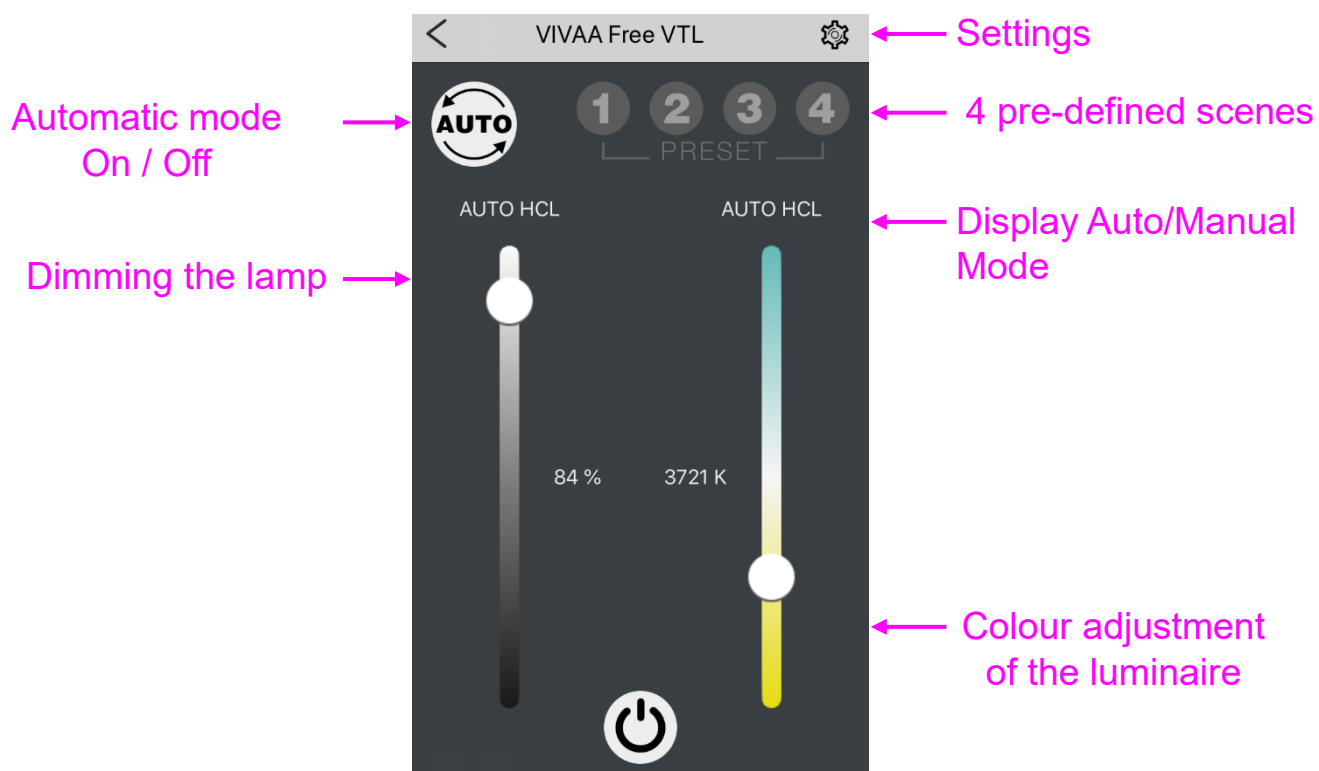 VIVAA Free VTL
Settings
Automatic mode
On / Off
AUTO
1 2 3 4
PRESET
4 pre-defined scenes
AUTO HCL
AUTO HCL
Display Auto/Manual
Mode
Dimming the lamp
84 %
3721 K
Colour adjustment
of the luminaire